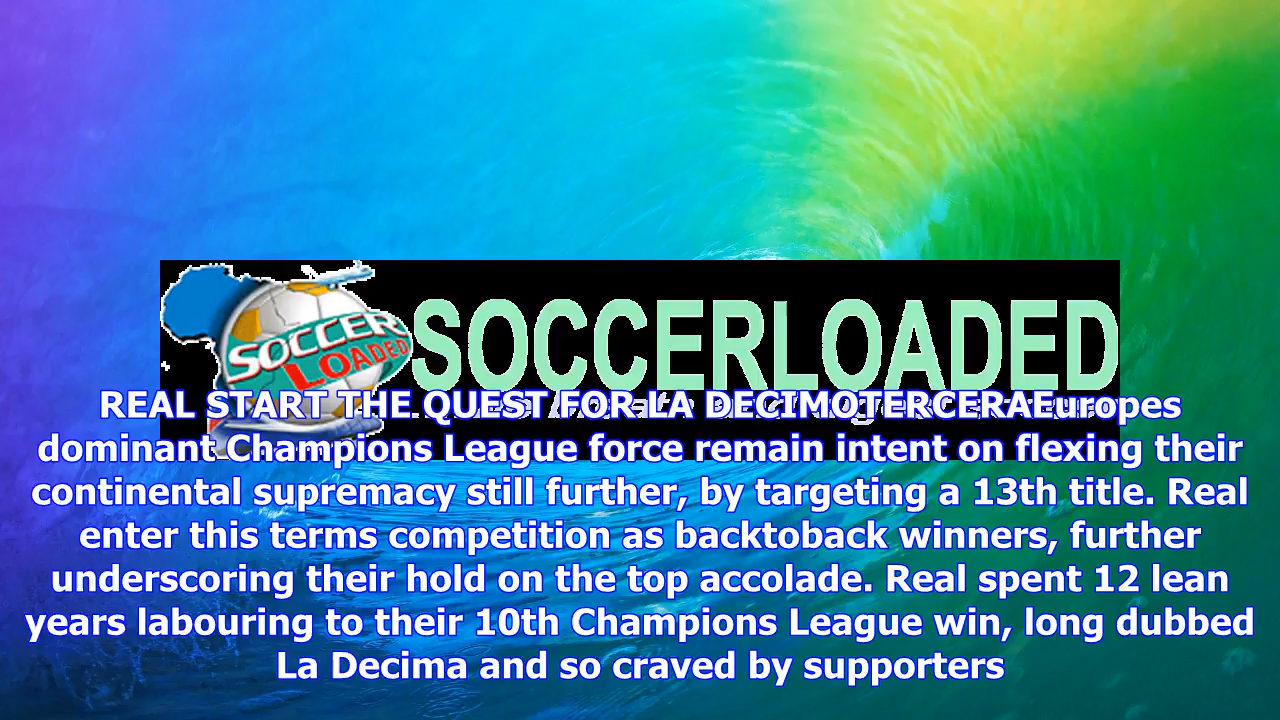 SOCCER
LOADED
SOCCERLOADED
REAL START THE QUEST FOR LA DECIMOTERCERAEuropes
dominant Champions League force remain intent on flexing their
continental supremacy still further, by targeting a 13th title. Real
enter this terms competition as backtoback winners, further
underscoring their hold on the top accolade. Real spent 12 lean
years labouring to their 10th Champions League win, long dubbed
La Decima and so craved by supporters